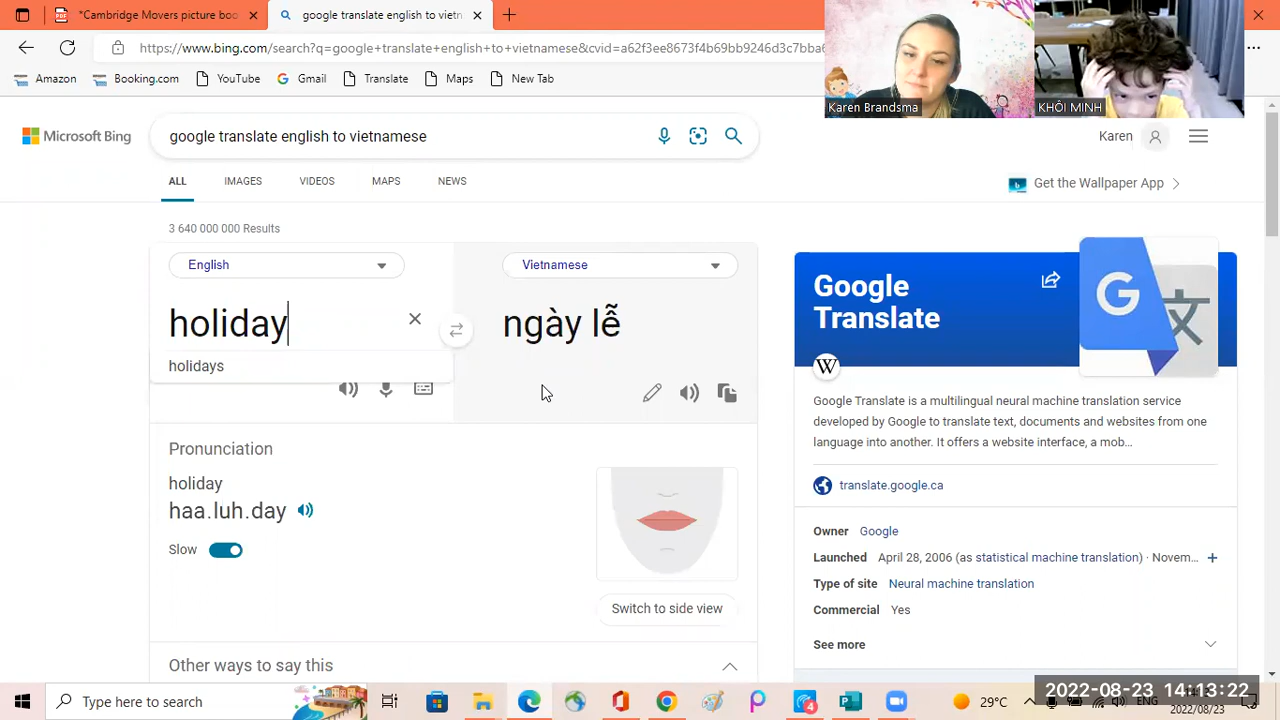 *Cambridge Movers picture boo
google translate english to vietn
https://www.bing.com/search?q=google+translate+english+to+vietnamese&cvid=a62f3ee8673f4b69bb9246d3c7bba6
Amazon
Booking.com
YouTube
Gmail
Translate
Maps
New Tab
Karen Brandsma
KHÔI MINH
Microsoft Bing
google translate english to vietnamese
Karen
ALL
IMAGES
VIDEOS
MAPS
NEWS
Get the Wallpaper App
3 640 000 000 Results
English
Vietnamese
holiday
ngày lễ
holidays
Pronunciation
holiday
haa.luh.day
Slow
Switch to side view
Other ways to say this
Google
Translate
G
文
W
Google Translate is a multilingual neural machine translation service
developed by Google to translate text, documents and websites from one
language into another. It offers a website interface, a mob...
translate.google.ca
Owner Google
Launched April 28, 2006 (as statistical machine translation) · Novem...
Type of site Neural machine translation
Commercial Yes
See more
Type here to search
4
29°C
ENG
2022-08-23 14:13:22
2022/08/23